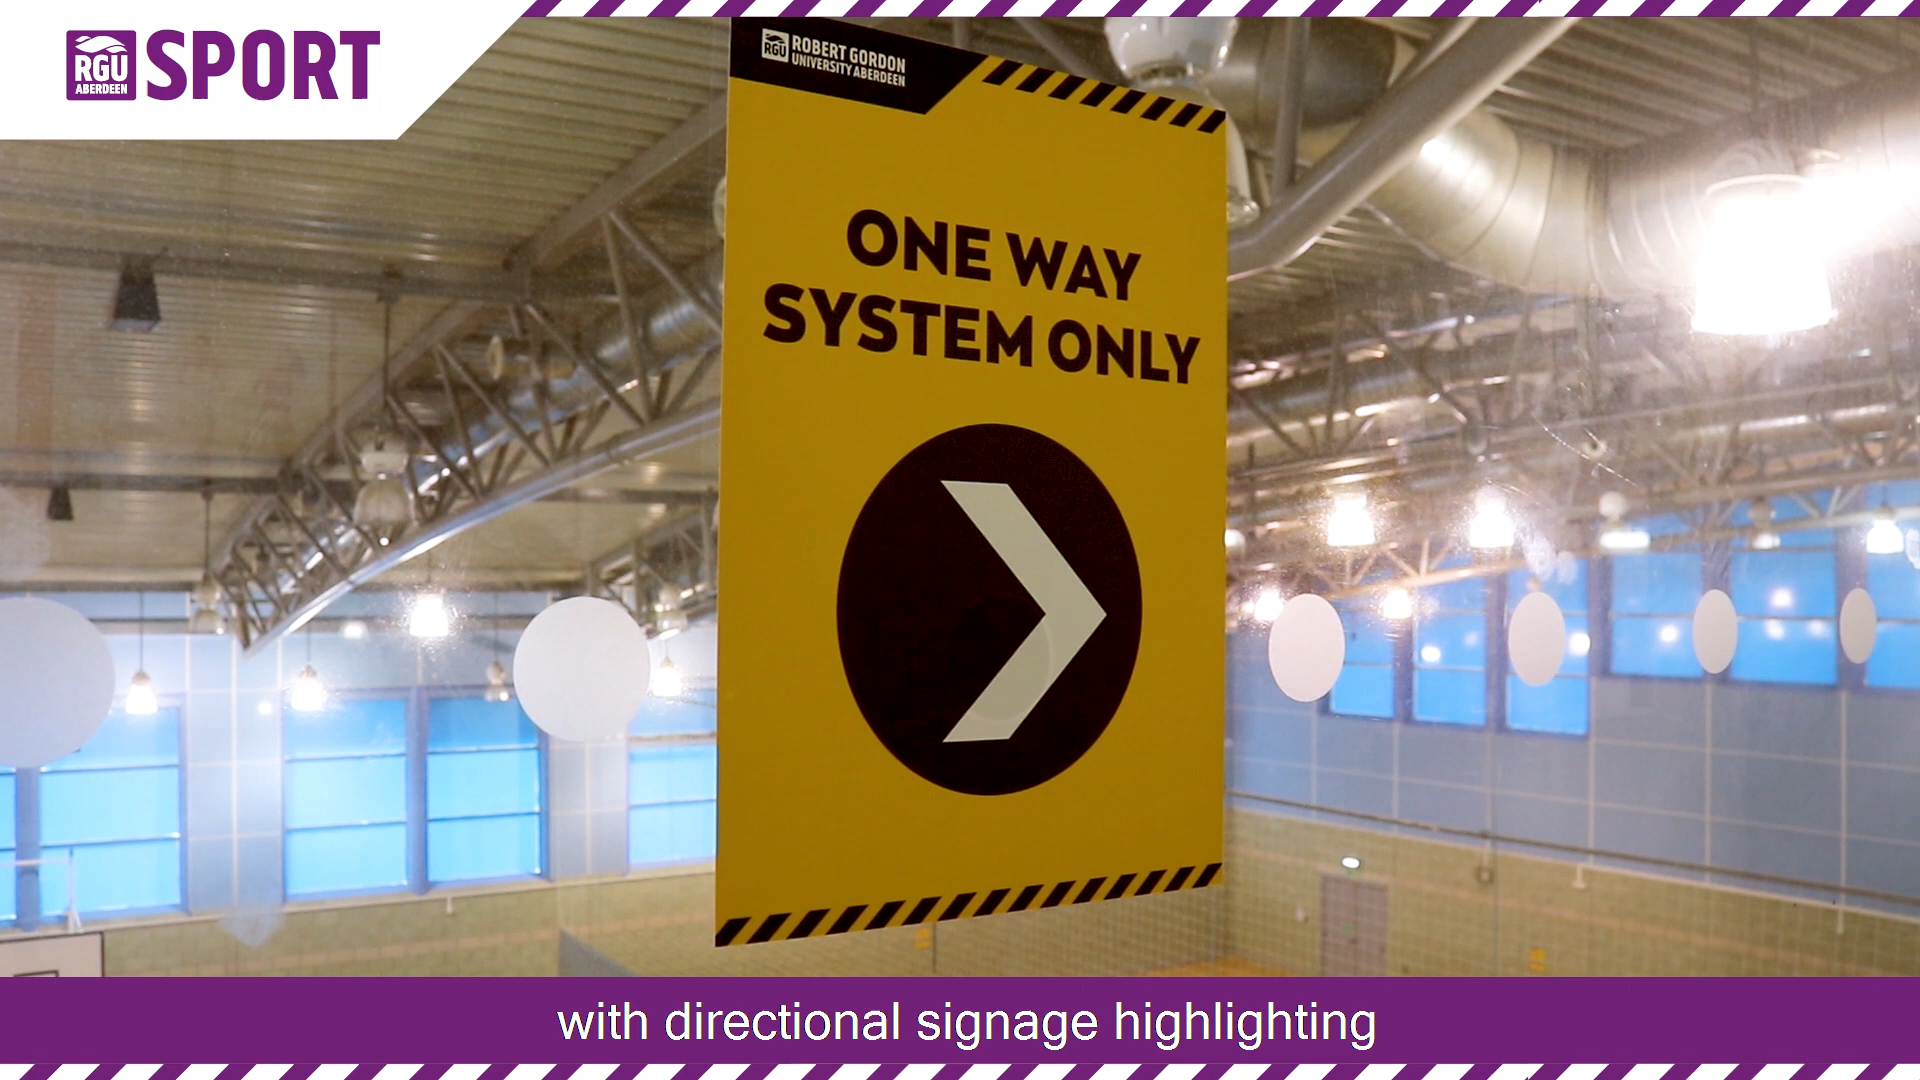 RGU
ABERDEEN
SPORT
RGU
ROBERT GORDON
UNIVERSITY ABERDEEN
ONE WAY
SYSTEM ONLY
with directional signage highlighting